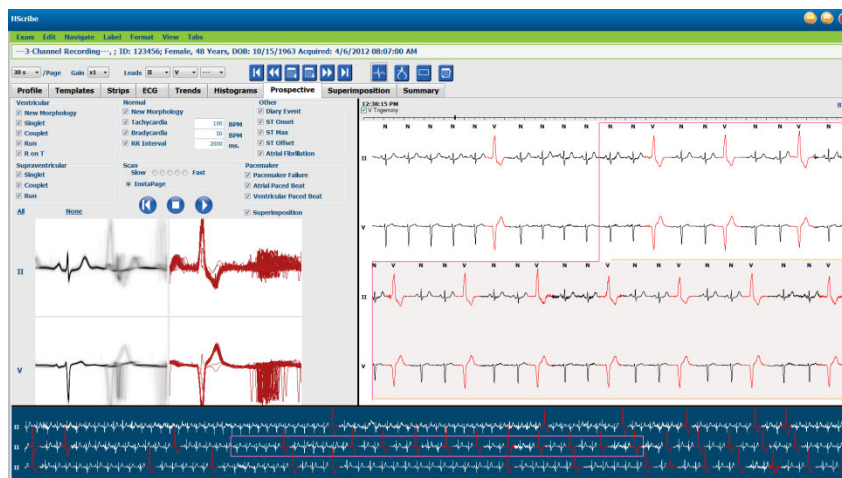 HScribe
Exam Edit Navigate Label Format View Tabs
---3-Channel Recording---, ; ID: 123456; Female, 48 Years, DOB: 10/15/1963 Acquired: 4/6/2012 08:07:00 AM
30 s /Page Gain x1 Leads II V ---
Profile Templates Strips ECG Trends Histograms Prospective Superimposition Summary
Ventricular
New Morphology
Singlet
Couplet
Run
R on T
Normal
New Morphology
Tachycardia 100 BPM
Bradycardia 50 BPM
RR Interval 2000 ms.
Other
Diary Event
ST Onset
ST Max
ST Offset
Atrial Fibrillation
Supraventricular
Singlet
Couplet
Run
Scan
Slow Fast
InstaPage
Pacemaker
Pacemaker Failure
Atrial Paced Beat
Ventricular Paced Beat
All None
Superimposition
II
V
12:38:15 PM
V Trigeminy
N N N N V N N N N V N N V N N V N
II
V
N V N N V N N V N N V N N V N N V N N V
II
V
II
II
II